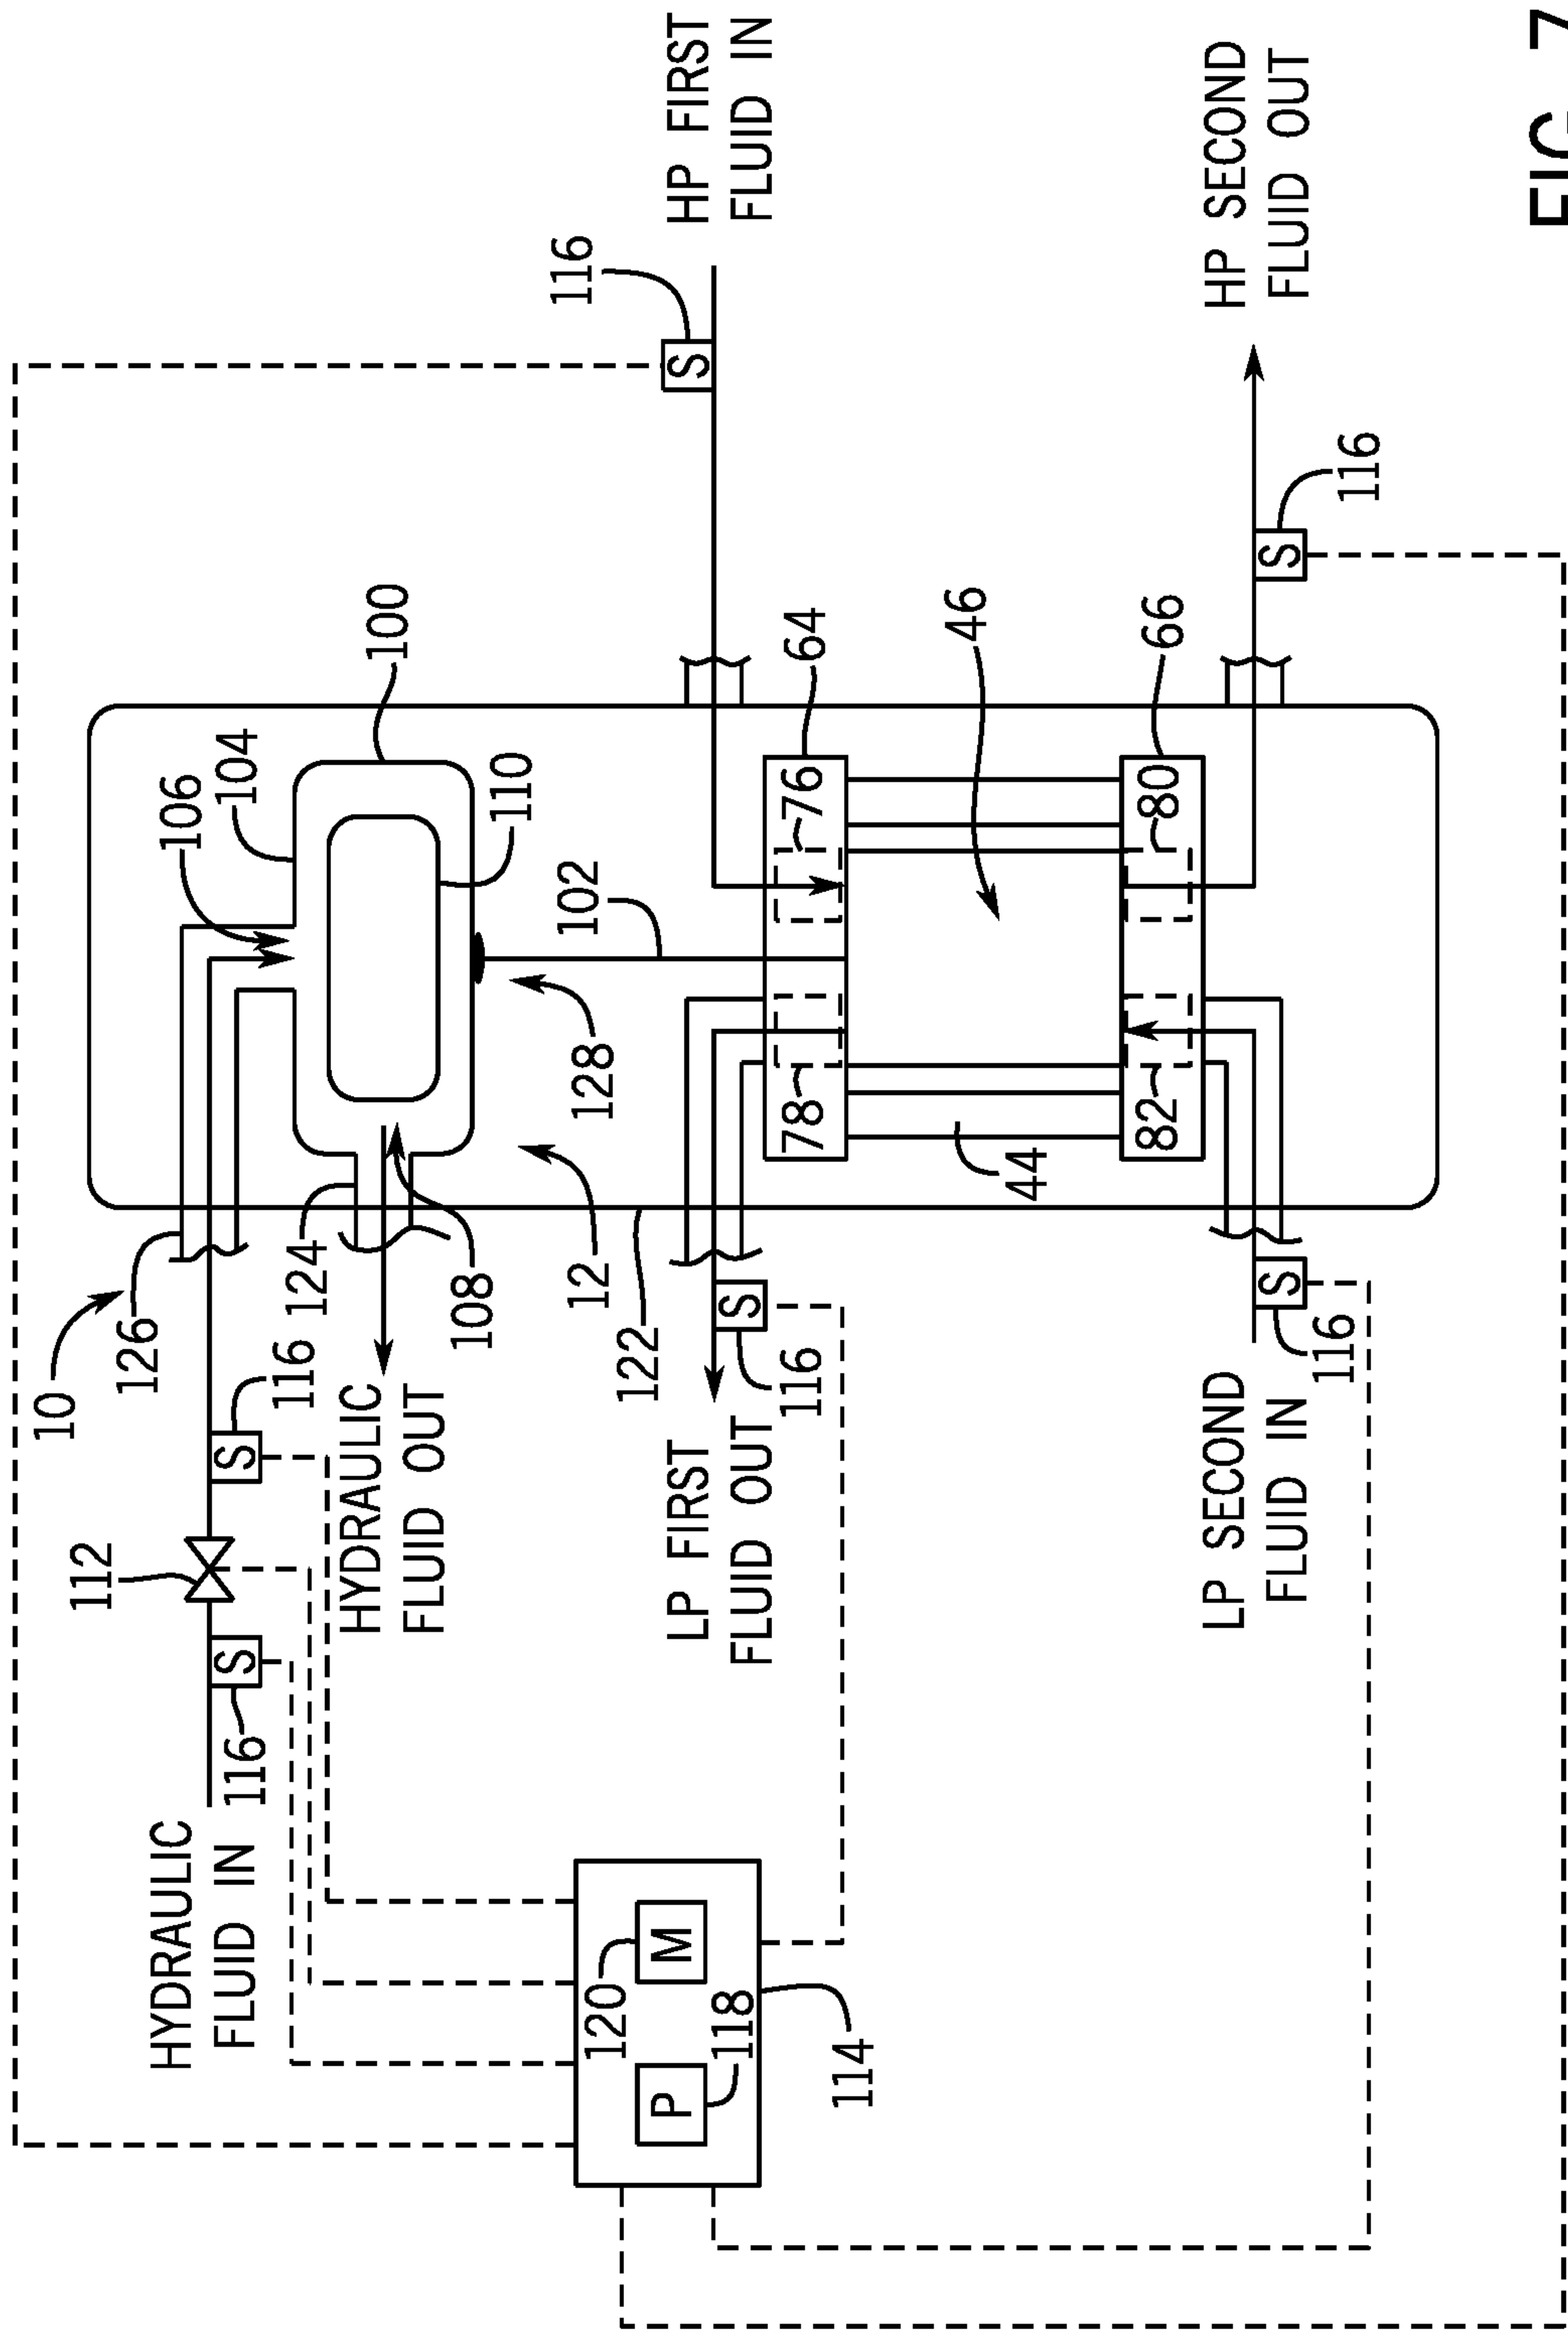 10
112
126
HYDRAULIC
FLUID IN
106
104
116
S
S
116
124
100
HYDRAULIC
FLUID OUT
108
110
116
102
12
128
120
122
P
M
118
114
LP FIRST
FLUID OUT
S
116
S
HP FIRST
FLUID IN
78
76
64
46
44
82
80
66
LP SECOND
FLUID IN
S
116
S
116
HP SECOND
FLUID OUT
FIG. 7